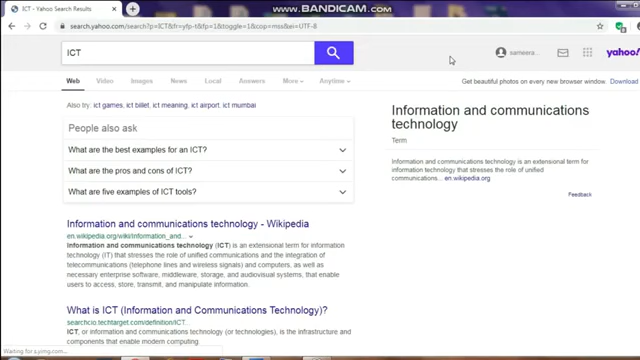 WWW.BANDICAM.COM
ICT - Yahoo Search Results
search.yahoo.com/search?p=ICT&fr=yfp-t&fp=1&toggle=1&cop=mss&ei=UTF-8
ICT
sameera...
yahoo!
Web Video Images News Local Answers More Anytime
Get beautiful photos on every new browser window. Download
Also try: ict games, ict billet, ict meaning, ict airport, ict mumbai
People also ask
What are the best examples for an ICT?
What are the pros and cons of ICT?
What are five examples of ICT tools?
Information and communications technology - Wikipedia
en.wikipedia.org/wiki/Information_and...
Information and communications technology (ICT) is an extensional term for information
technology (IT) that stresses the role of unified communications and the integration of
telecommunications (telephone lines and wireless signals) and computers, as well as
necessary enterprise software, middleware, storage, and audiovisual systems, that enable
users to access, store, transmit, and manipulate information.
What is ICT (Information and Communications Technology)?
searchcio.techtarget.com/definition/ICT...
ICT, or information and communications technology (or technologies), is the infrastructure and
components that enable modern computing.
Information and communications
technology
Term
Information and communications technology is an extensional term for information
technology that stresses the role of unified
communications... en.wikipedia.org
Feedback
Waiting for s.yimg.com...